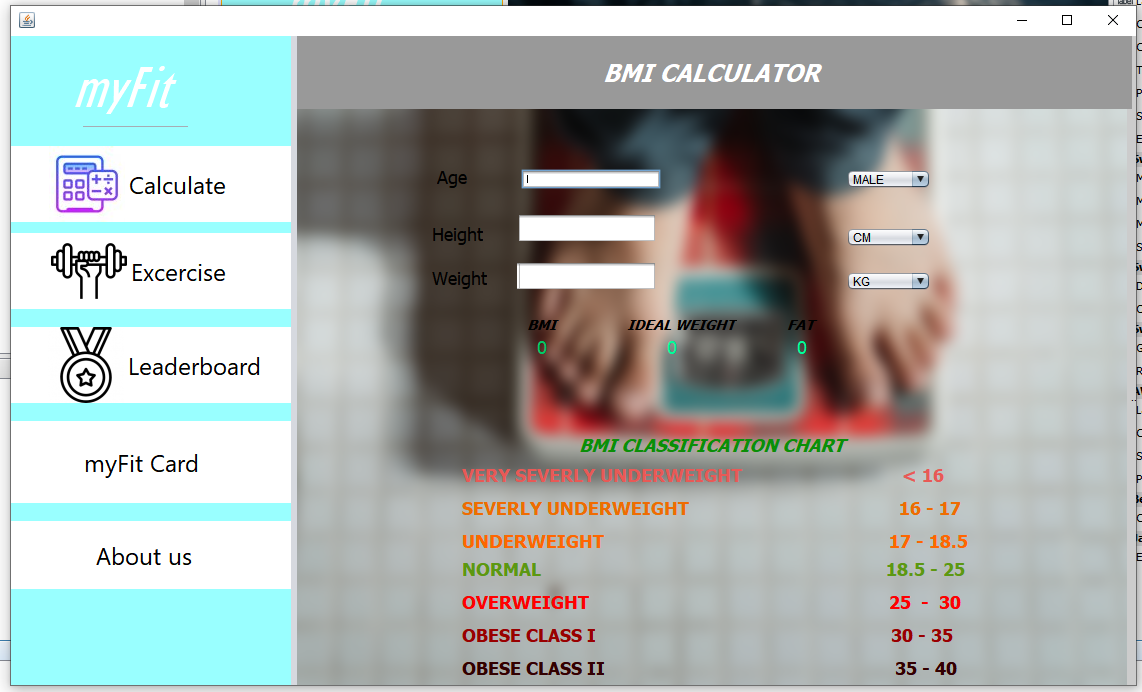 myFit
BMI CALCULATOR
Calculate
Excercise
Leaderboard
myFit Card
About us
Age MALE
Height CM
Weight KG
BMI IDEAL WEIGHT FAT
0 0 0
BMI CLASSIFICATION CHART
VERY SEVERLY UNDERWEIGHT < 16
SEVERLY UNDERWEIGHT 16 - 17
UNDERWEIGHT 17 - 18.5
NORMAL 18.5 - 25
OVERWEIGHT 25 - 30
OBESE CLASS I 30 - 35
OBESE CLASS II 35 - 40